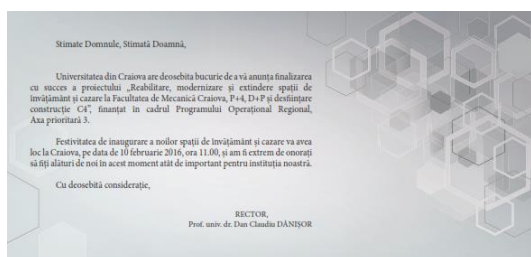 Stimate Domnule, Stimată Doamnă,
Universitatea din Craiova are deosebita bucurie de a vă anunța finalizarea
cu succes a proiectului „Reabilitare, modernizare și extindere spații de
învățământ și cazare la Facultatea de Mecanică Craiova, P+4, D+P și desființare
construcție C4”, finanțat în cadrul Programului Operațional Regional,
Axa prioritară 3.
Festivitatea de inaugurare a noilor spații de învățământ și cazare va avea
loc la Craiova, pe data de 10 februarie 2016, ora 11.00, și am fi extrem de onorați
să fiți alături de noi în acest moment atât de important pentru instituția noastră.
Cu deosebită considerație,
RECTOR,
Prof. univ. dr. Dan Claudiu DĂNIȘOR